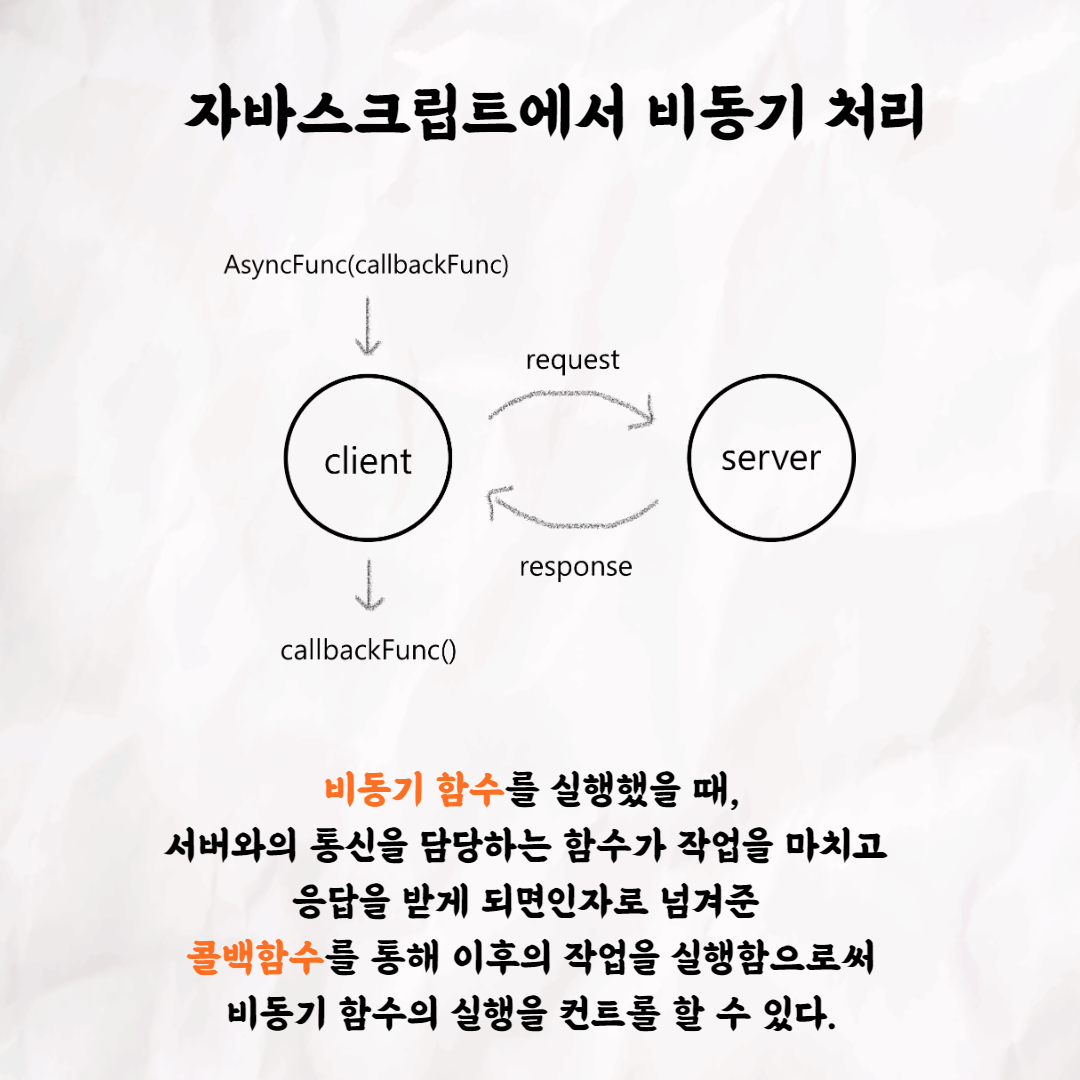 자바스크립트에서 비동기 처리
AsyncFunc(callbackFunc)
request
client
server
response
callbackFunc()
비동기 함수를 실행했을 때,
서버와의 통신을 담당하는 함수가 작업을 마치고
응답을 받게 되면인자로 넘겨준
콜백함수를 통해 이후의 작업을 실행함으로써
비동기 함수의 실행을 컨트롤 할 수 있다.